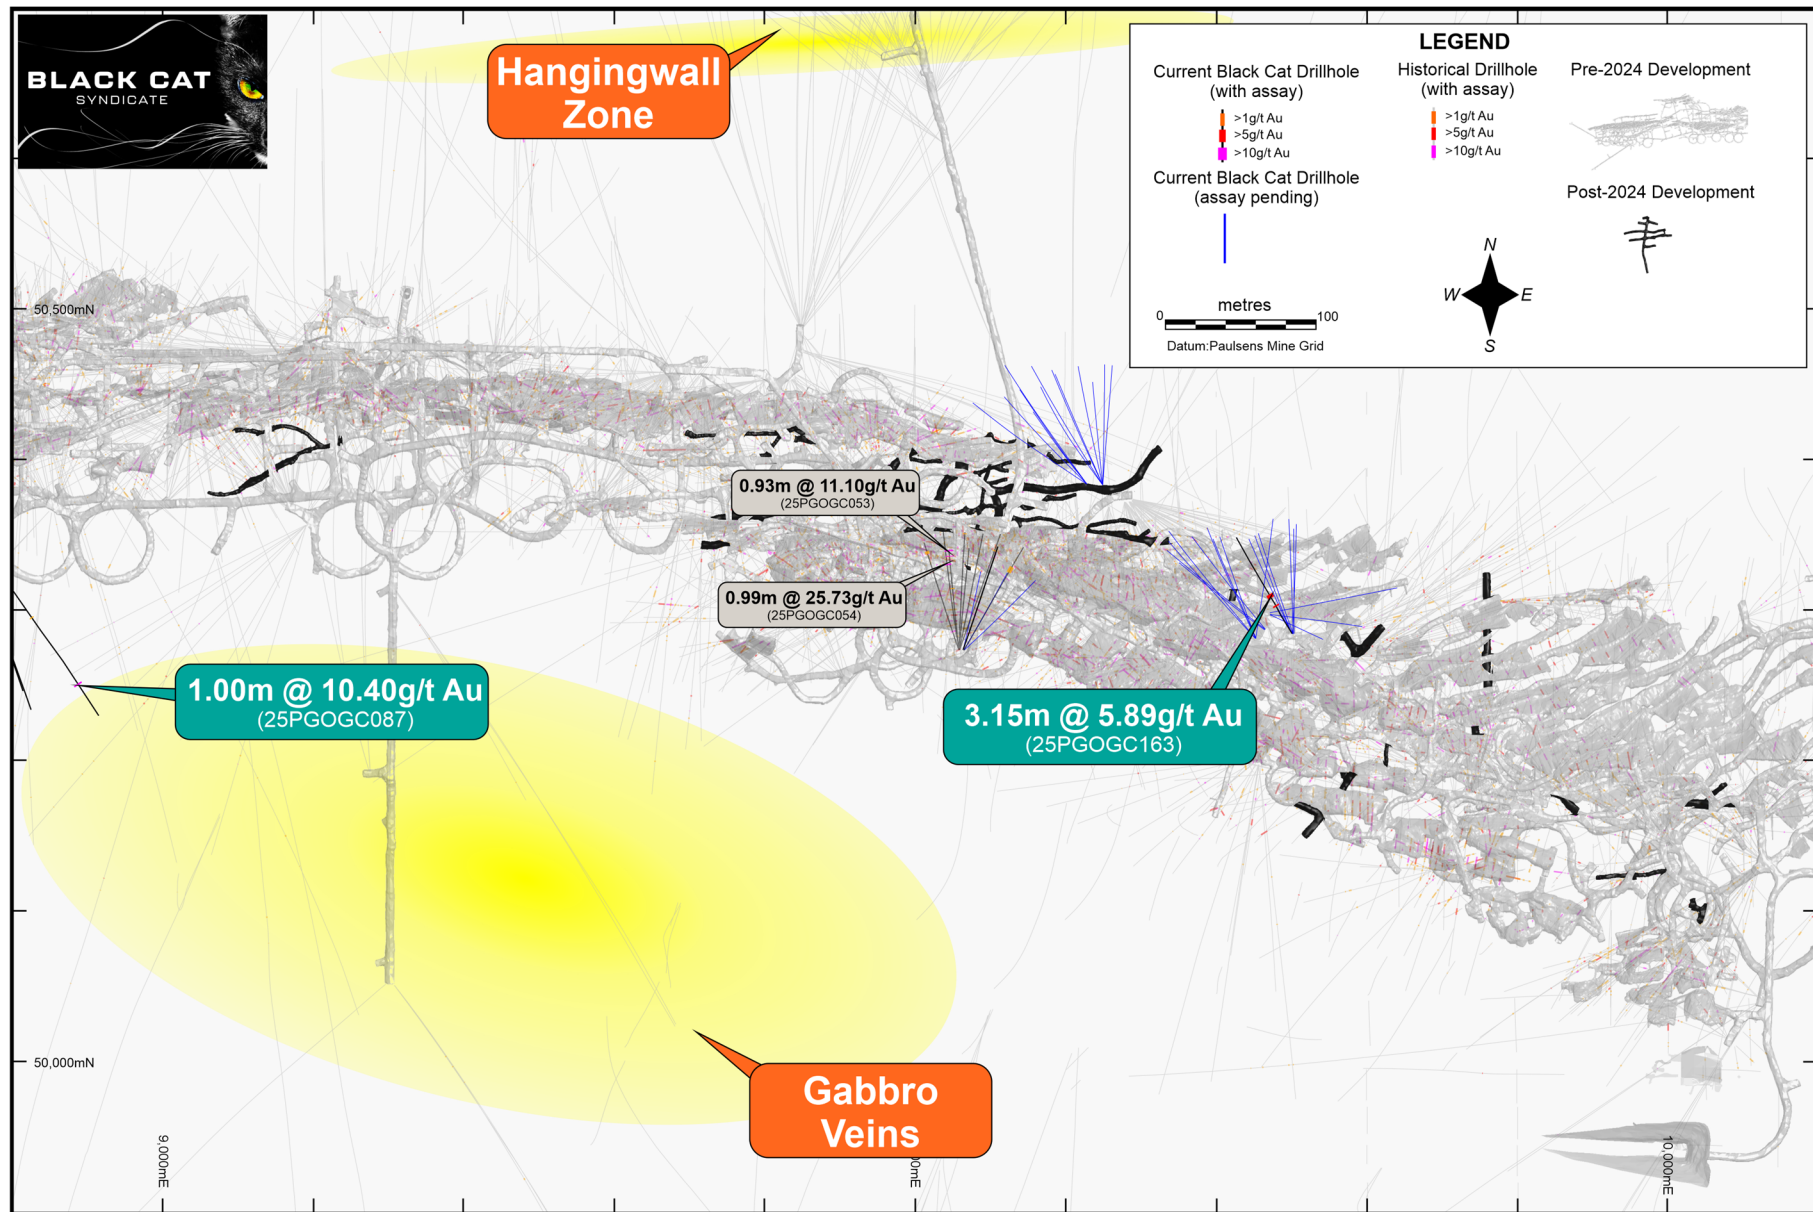 BLACK CAT
SYNDICATE
Hangingwall
Zone
LEGEND
Current Black Cat Drillhole
(with assay)
>1g/t Au
>5g/t Au
>10g/t Au
Historical Drillhole
(with assay)
>1g/t Au
>5g/t Au
>10g/t Au
Pre-2024 Development
Current Black Cat Drillhole
(assay pending)
Post-2024 Development
N
W E
S
metres
0 100
Datum:Paulsens Mine Grid
50,500mN
0.93m @ 11.10g/t Au
(25PGOGC053)
0.99m @ 25.73g/t Au
(25PGOGC054)
1.00m @ 10.40g/t Au
(25PGOGC087)
3.15m @ 5.89g/t Au
(25PGOGC163)
50,000mN
Gabbro
Veins
9,000mE
10,000mE